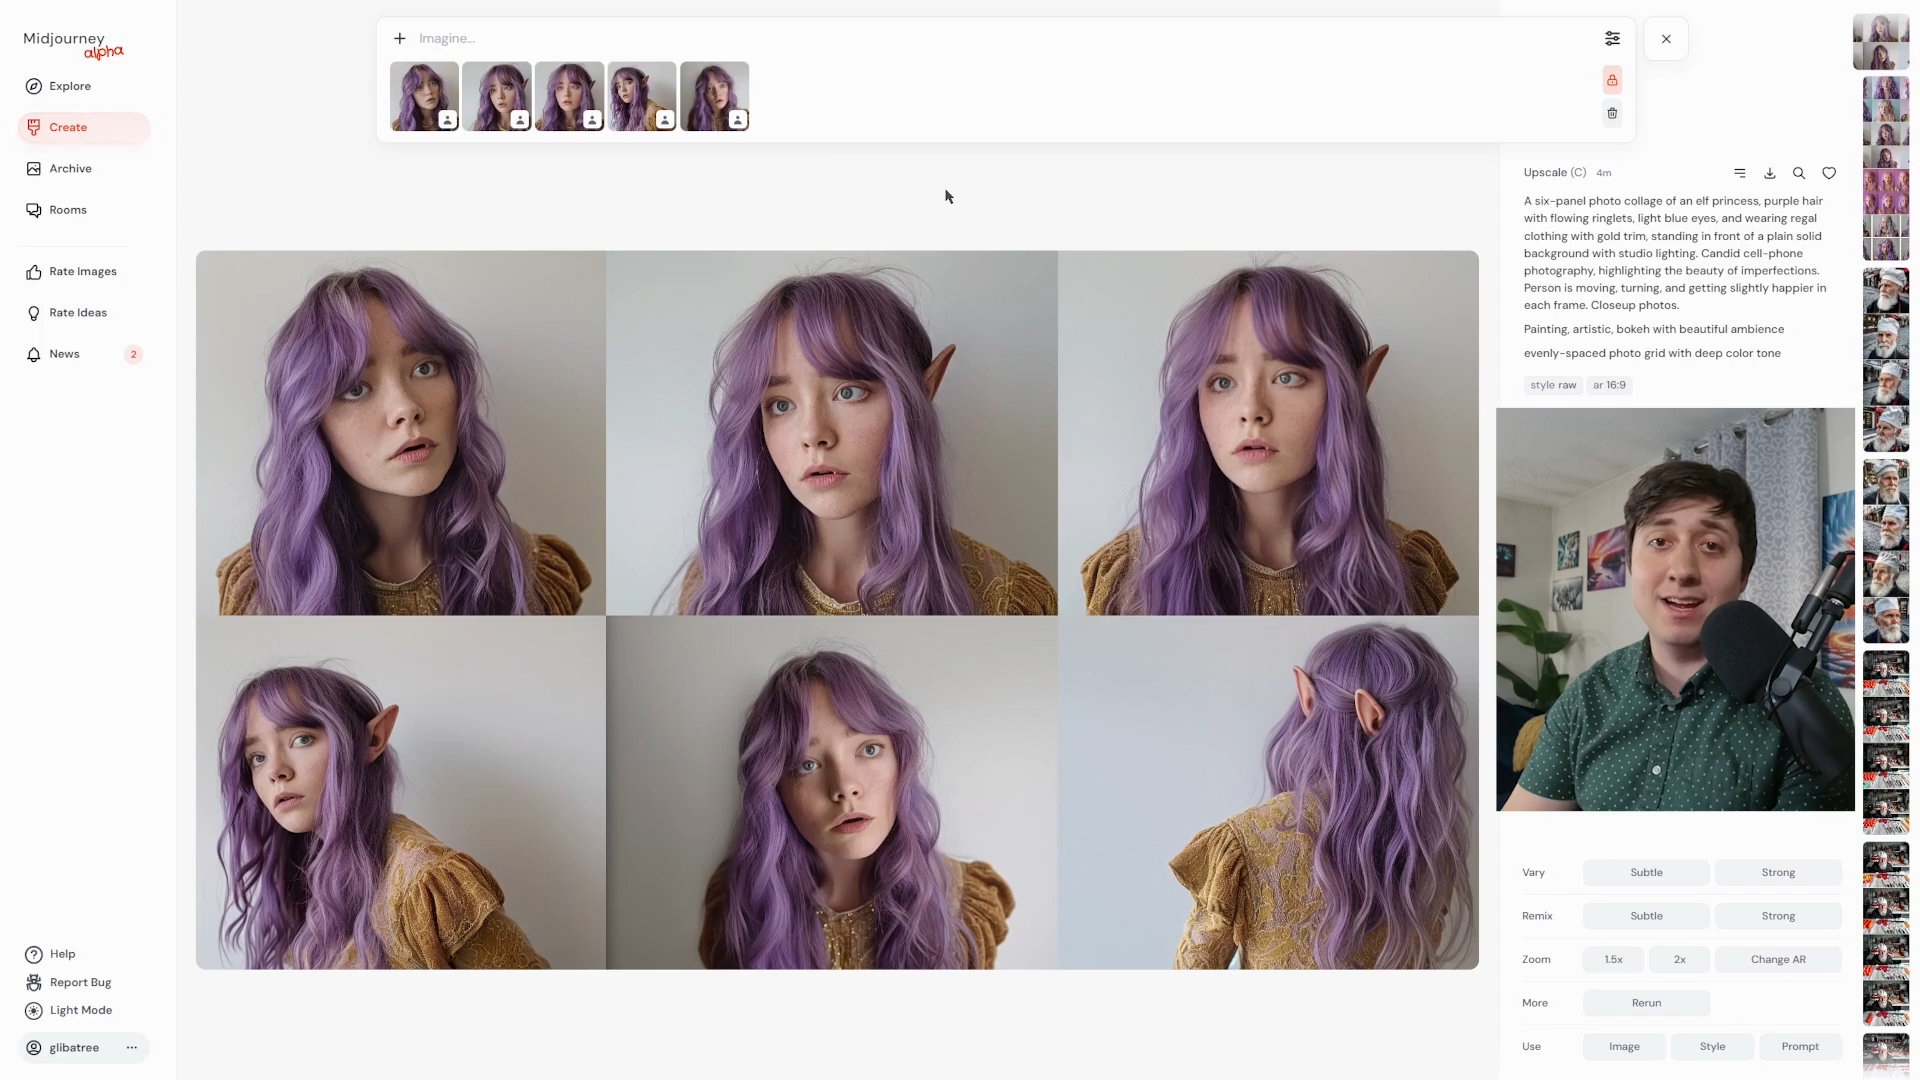 Midjourney
alpha
Imagine...
Explore
Create
Archive
Rooms
Rate Images
Rate Ideas
News 2
Help
Report Bug
Light Mode
glibatree ...
Upscale (C) 4m
A six-panel photo collage of an elf princess, purple hair
with flowing ringlets, light blue eyes, and wearing regal
clothing with gold trim, standing in front of a plain solid
background with studio lighting. Candid cell-phone
photography, highlighting the beauty of imperfections.
Person is moving, turning, and getting slightly happier in
each frame. Closeup photos.
Painting, artistic, bokeh with beautiful ambience
evenly-spaced photo grid with deep color tone
style raw ar 16:9
Vary Subtle Strong
Remix Subtle Strong
Zoom 1.5x 2x Change AR
More Rerun
Use Image Style Prompt